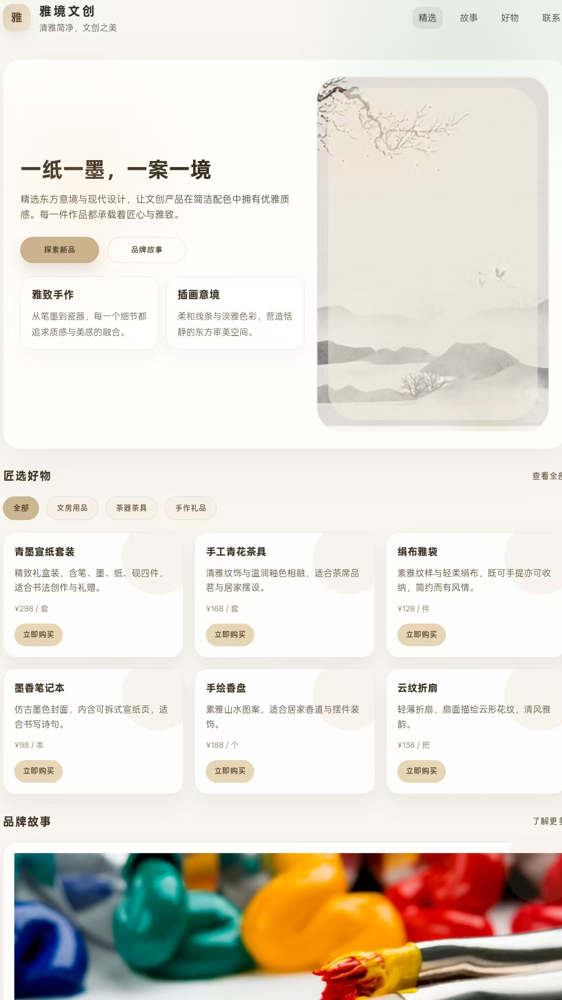 雅
雅境文创
清雅简净，文创之美
精选
故事
好物
联系
一纸一墨，一案一境
精选东方意境与现代设计，让文创产品在简洁配色中拥有优雅质
感。每一件作品都承载着匠心与雅致。
探索新品
品牌故事
雅致手作
从笔墨到瓷器，每一个细节都
追求质感与美感的融合。
插画意境
柔和线条与淡雅色彩，营造恬
静的东方审美空间。
匠选好物
查看全部
全部
文房用品
茶器茶具
手作礼品
青墨宣纸套装
精致礼盒装，含笔、墨、纸、砚四件，
适合书法创作与礼赠。
¥298 / 套
立即购买
手工青花茶具
清雅纹饰与温润釉色相融，适合茶席品
茗与居家摆设。
¥168 / 套
立即购买
绢布雅袋
素雅纹样与轻柔绢布，既可手提亦可收
纳，简约而有风情。
¥128 / 件
立即购买
墨香笔记本
仿古墨色封面，内含可拆式宣纸页，适
合书写诗句。
¥98 / 本
立即购买
手绘香盘
素雅山水图案，适合居家香道与摆件装
饰。
¥188 / 个
立即购买
云纹折扇
轻薄折扇，扇面描绘云形花纹，清风雅
韵。
¥138 / 把
立即购买
品牌故事
了解更多